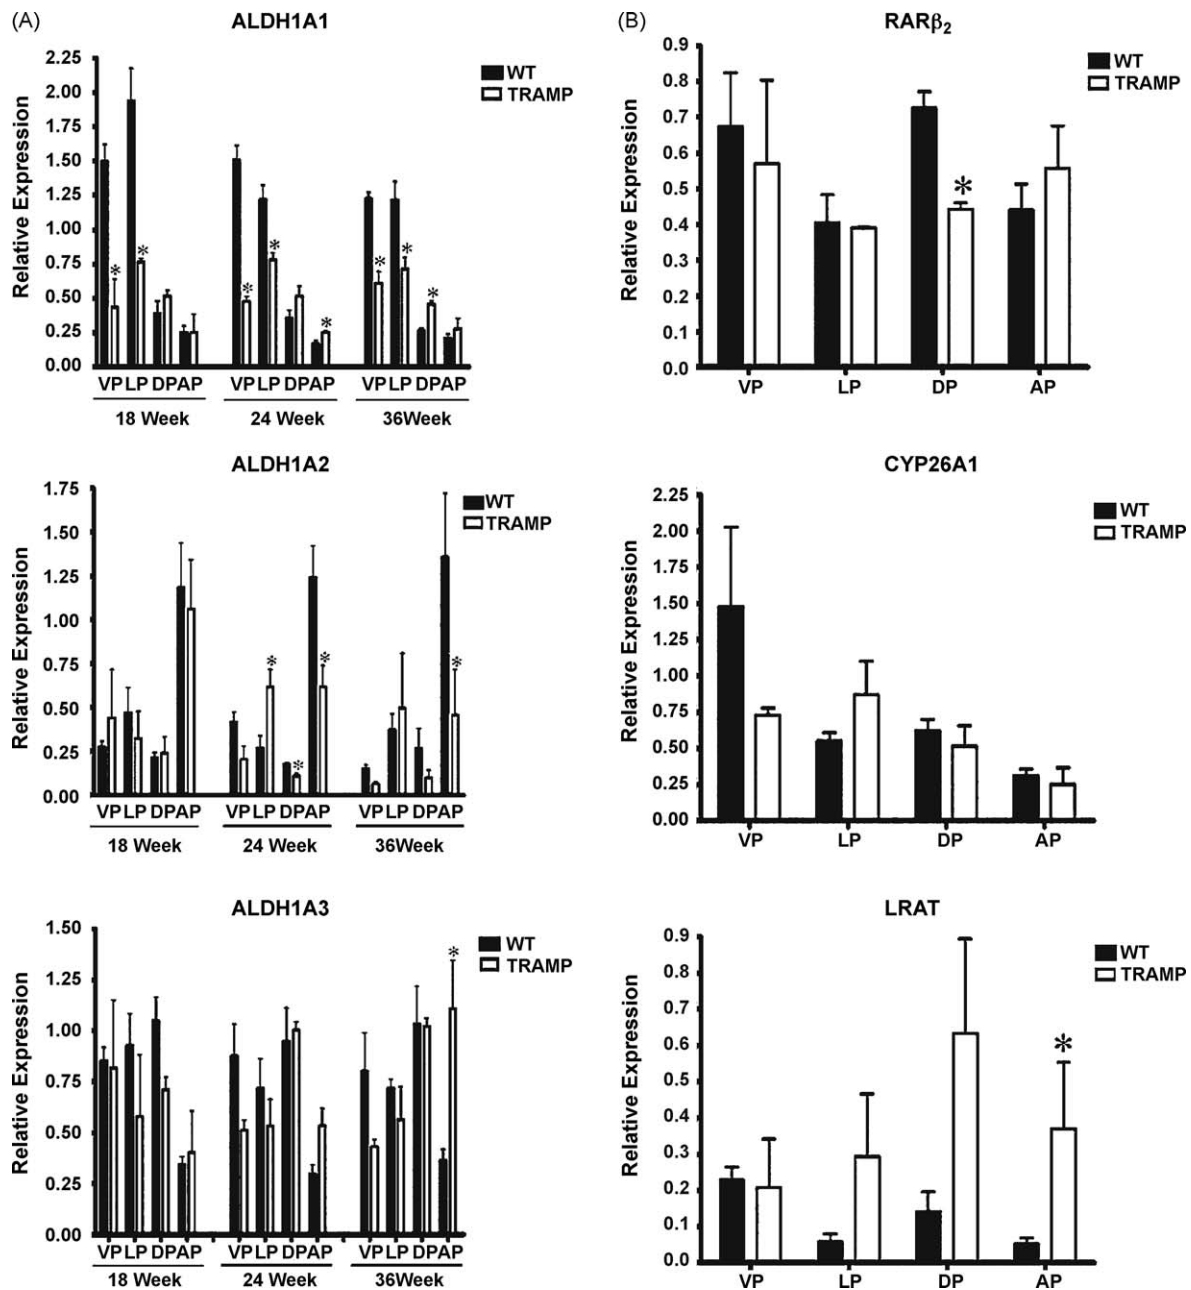 (A)
ALDH1A1
Relative Expression
2.25
2.00
1.75
1.50
1.25
1.00
0.75
0.50
0.25
0.00
WT
TRAMP
* * * * * * * *
VP LP DP AP VP LP DP AP VP LP DP AP
18 Week 24 Week 36Week
ALDH1A2
Relative Expression
1.75
1.50
1.25
1.00
0.75
0.50
0.25
0.00
WT
TRAMP
* * * *
VP LP DP AP VP LP DP AP VP LP DP AP
18 Week 24 Week 36Week
ALDH1A3
Relative Expression
1.50
1.25
1.00
0.75
0.50
0.25
0.00
WT
TRAMP
*
VP LP DP AP VP LP DP AP VP LP DP AP
18 Week 24 Week 36Week
(B)
RARβ₂
Relative Expression
0.9
0.8
0.7
0.6
0.5
0.4
0.3
0.2
0.1
0.0
WT
TRAMP
*
VP LP DP AP
CYP26A1
Relative Expression
2.25
2.00
1.75
1.50
1.25
1.00
0.75
0.50
0.25
0.00
WT
TRAMP
VP LP DP AP
LRAT
Relative Expression
0.9
0.8
0.7
0.6
0.5
0.4
0.3
0.2
0.1
0.0
WT
TRAMP
*
VP LP DP AP